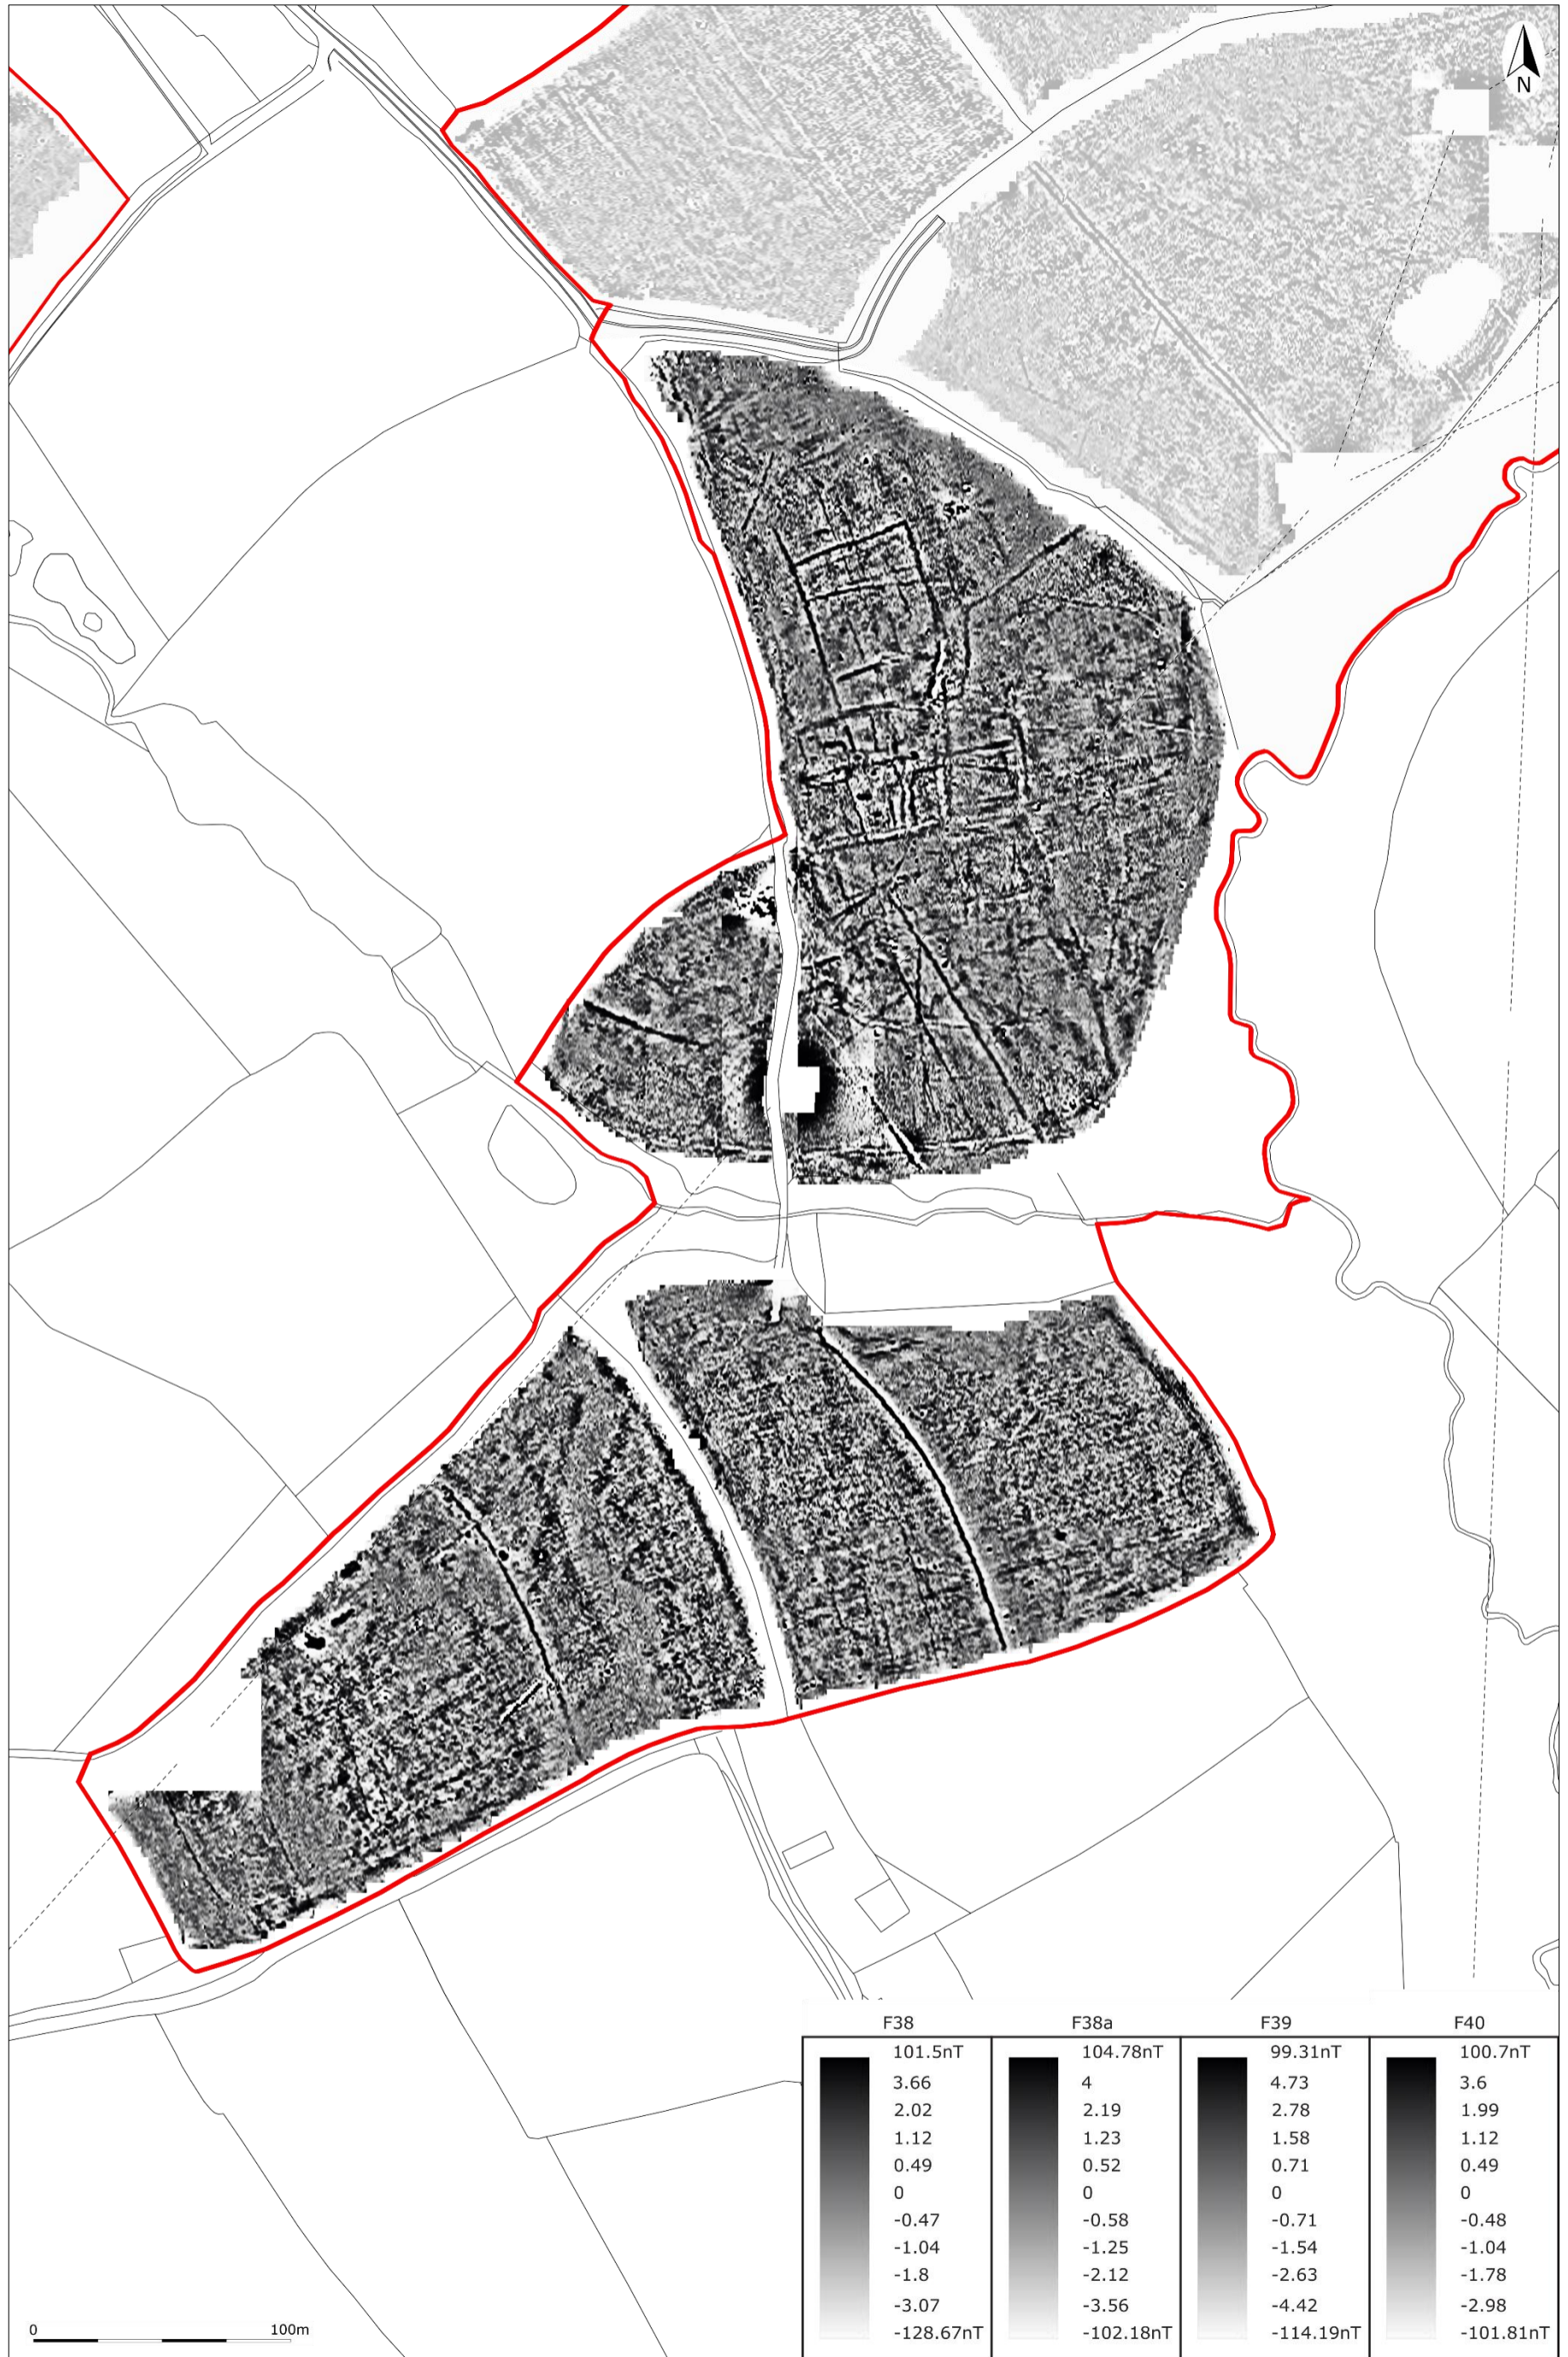 N
F38 F38a F39 F40
101.5nT 104.78nT 99.31nT 100.7nT
3.66 4 4.73 3.6
2.02 2.19 2.78 1.99
1.12 1.23 1.58 1.12
0.49 0.52 0.71 0.49
0 0 0 0
-0.47 -0.58 -0.71 -0.48
-1.04 -1.25 -1.54 -1.04
-1.8 -2.12 -2.63 -1.78
-3.07 -3.56 -4.42 -2.98
-128.67nT -102.18nT -114.19nT -101.81nT
0 100m